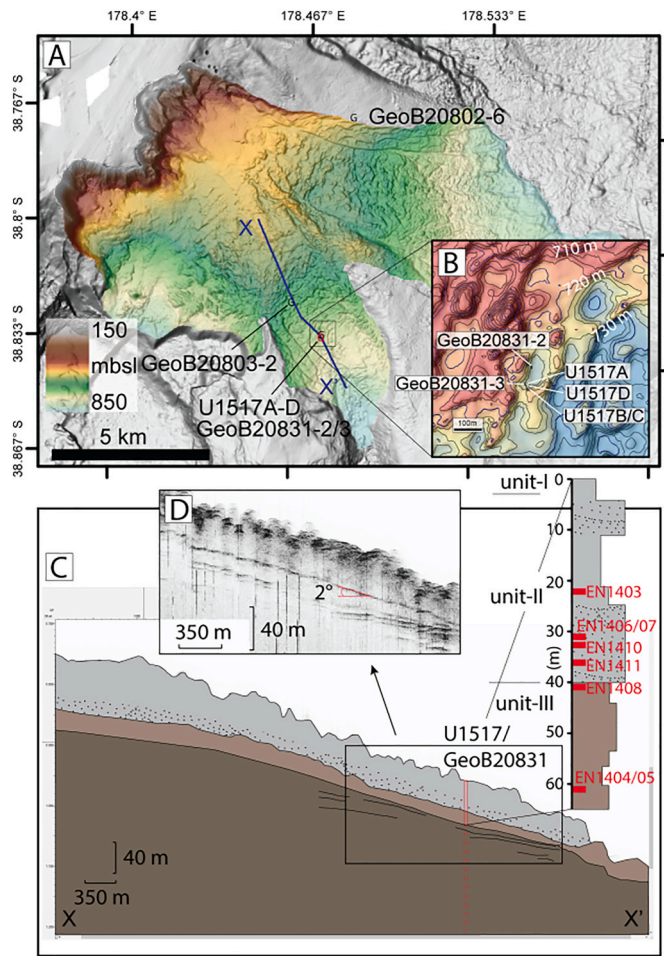 178.4° E
178.467° E
178.533° E
A
38.767° S
38.8° S
38.833° S
38.867° S
G
GeoB20802-6
X
G
GeoB20803-2
150
mbsl
850
5 km
U1517A-D
GeoB20831-2/3
X'
B
710 m
720 m
730 m
GeoB20831-2
GeoB20831-3
U1517A
U1517D
U1517B/C
100m
C
D
2°
350 m
40 m
unit-I
unit-II
unit-III
0
10
20
30
(m)
40
50
60
EN1403
EN1406/07
EN1410
EN1411
EN1408
EN1404/05
U1517/
GeoB20831
40 m
350 m
X
X'